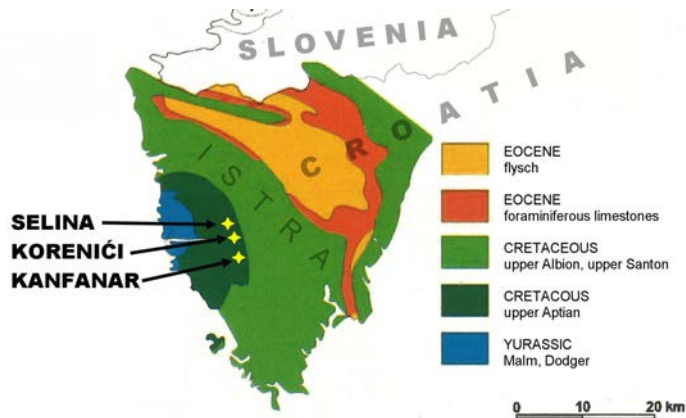 SLOVENIA
CROATIA
ISTRA
SELINA
KORENIĆI
KANFANAR
EOCENE
flysch
EOCENE
foraminiferous limestones
CRETACEOUS
upper Albion, upper Santon
CRETACOUS
upper Aptian
YURASSIC
Malm, Dodger
0 10 20 km